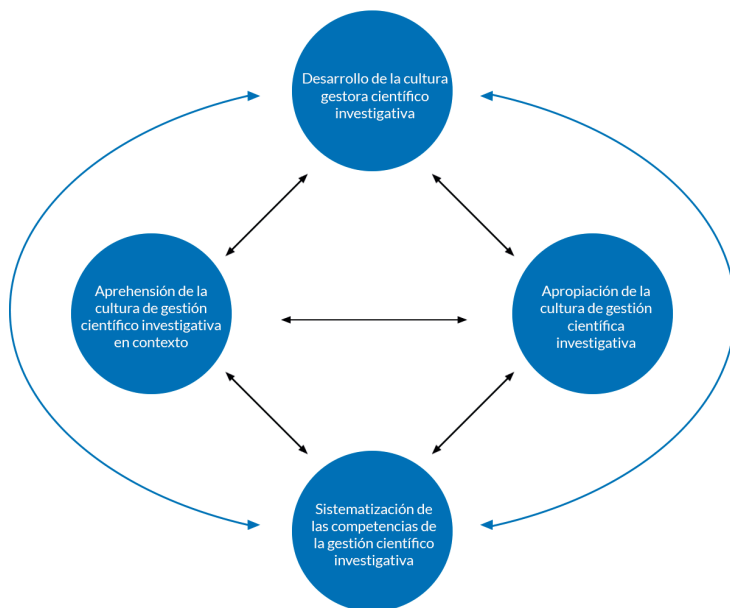 Desarrollo de la cultura
gestora científico
investigativa
Aprehensión de la
cultura de gestión
científico investigativa
en contexto
Apropiación de la
cultura de gestión
científica
investigativa
Sistematización de
las competencias de
la gestión científico
investigativa